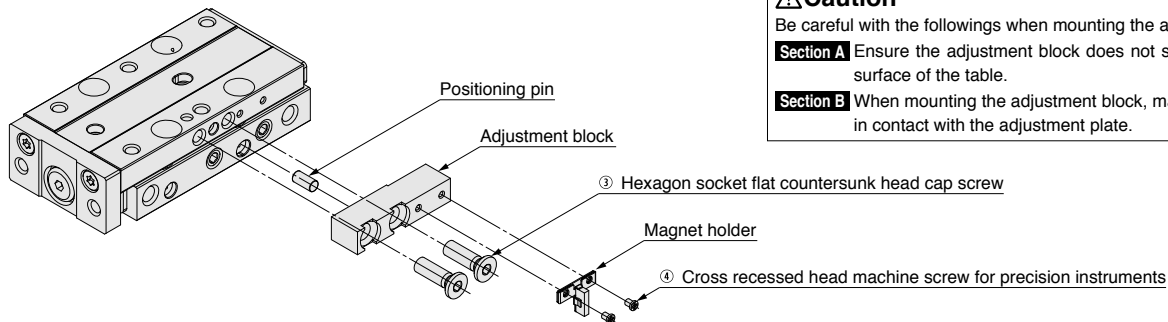 Caution
Be careful with the followings when mounting the
Section A Ensure the adjustment block does not
surface of the table.
Section B When mounting the adjustment block,
in contact with the adjustment plate.
Positioning pin
Adjustment block
③ Hexagon socket flat countersunk head cap screw
Magnet holder
④ Cross recessed head machine screw for precision instruments